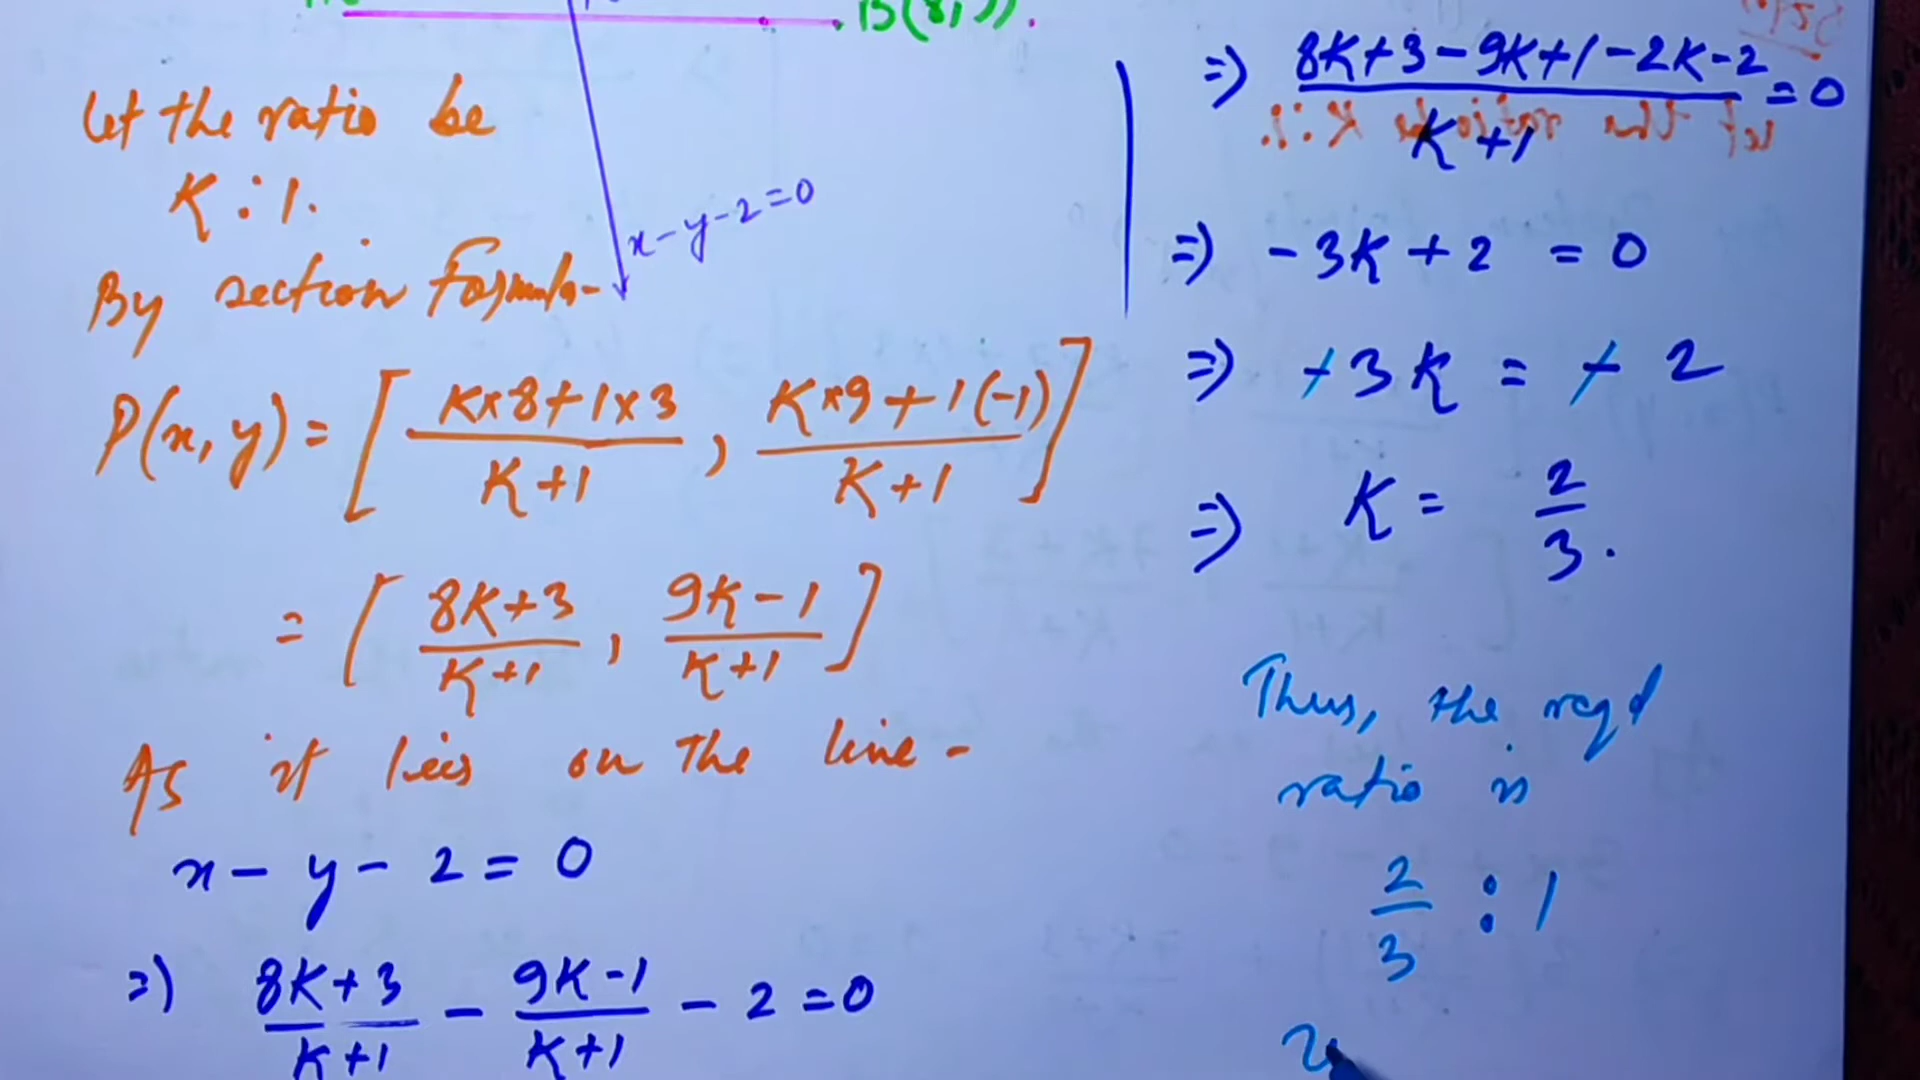 Let the ratio be
K : 1.
x-y-2=0
By section formula-
P(x, y) = [ K×8+1×3 / K+1 , K×9+1(-1) / K+1 ]
= [ 8K+3 / K+1 , 9K-1 / K+1 ]
As it lies on the line -
x - y - 2 = 0
=) 8K+3 / K+1 - 9K-1 / K+1 - 2 = 0
=) 8K+3-9K+1-2K-2 / K+1 = 0
=) -3K + 2 = 0
=) +3K = + 2
=) K = 2/3.
Thus, the reqd
ratio is
2/3 : 1